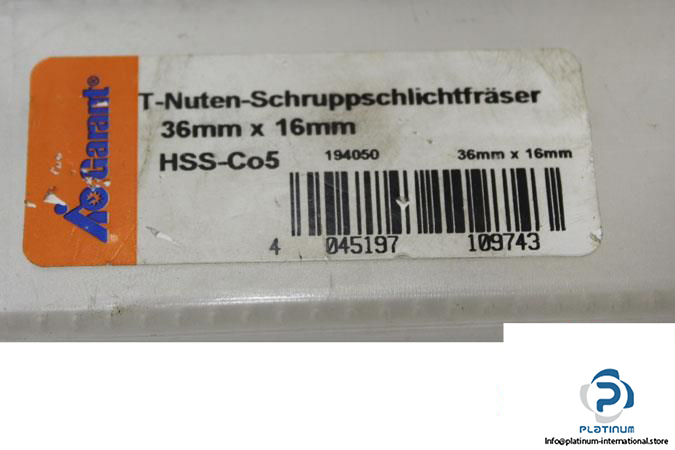 Garant®
T-Nuten-Schruppschlichtfräser
36mm x 16mm
HSS-Co5 194050 36mm x 16mm
4 045197 109743
PLATINUM
Info@platinum-international.store